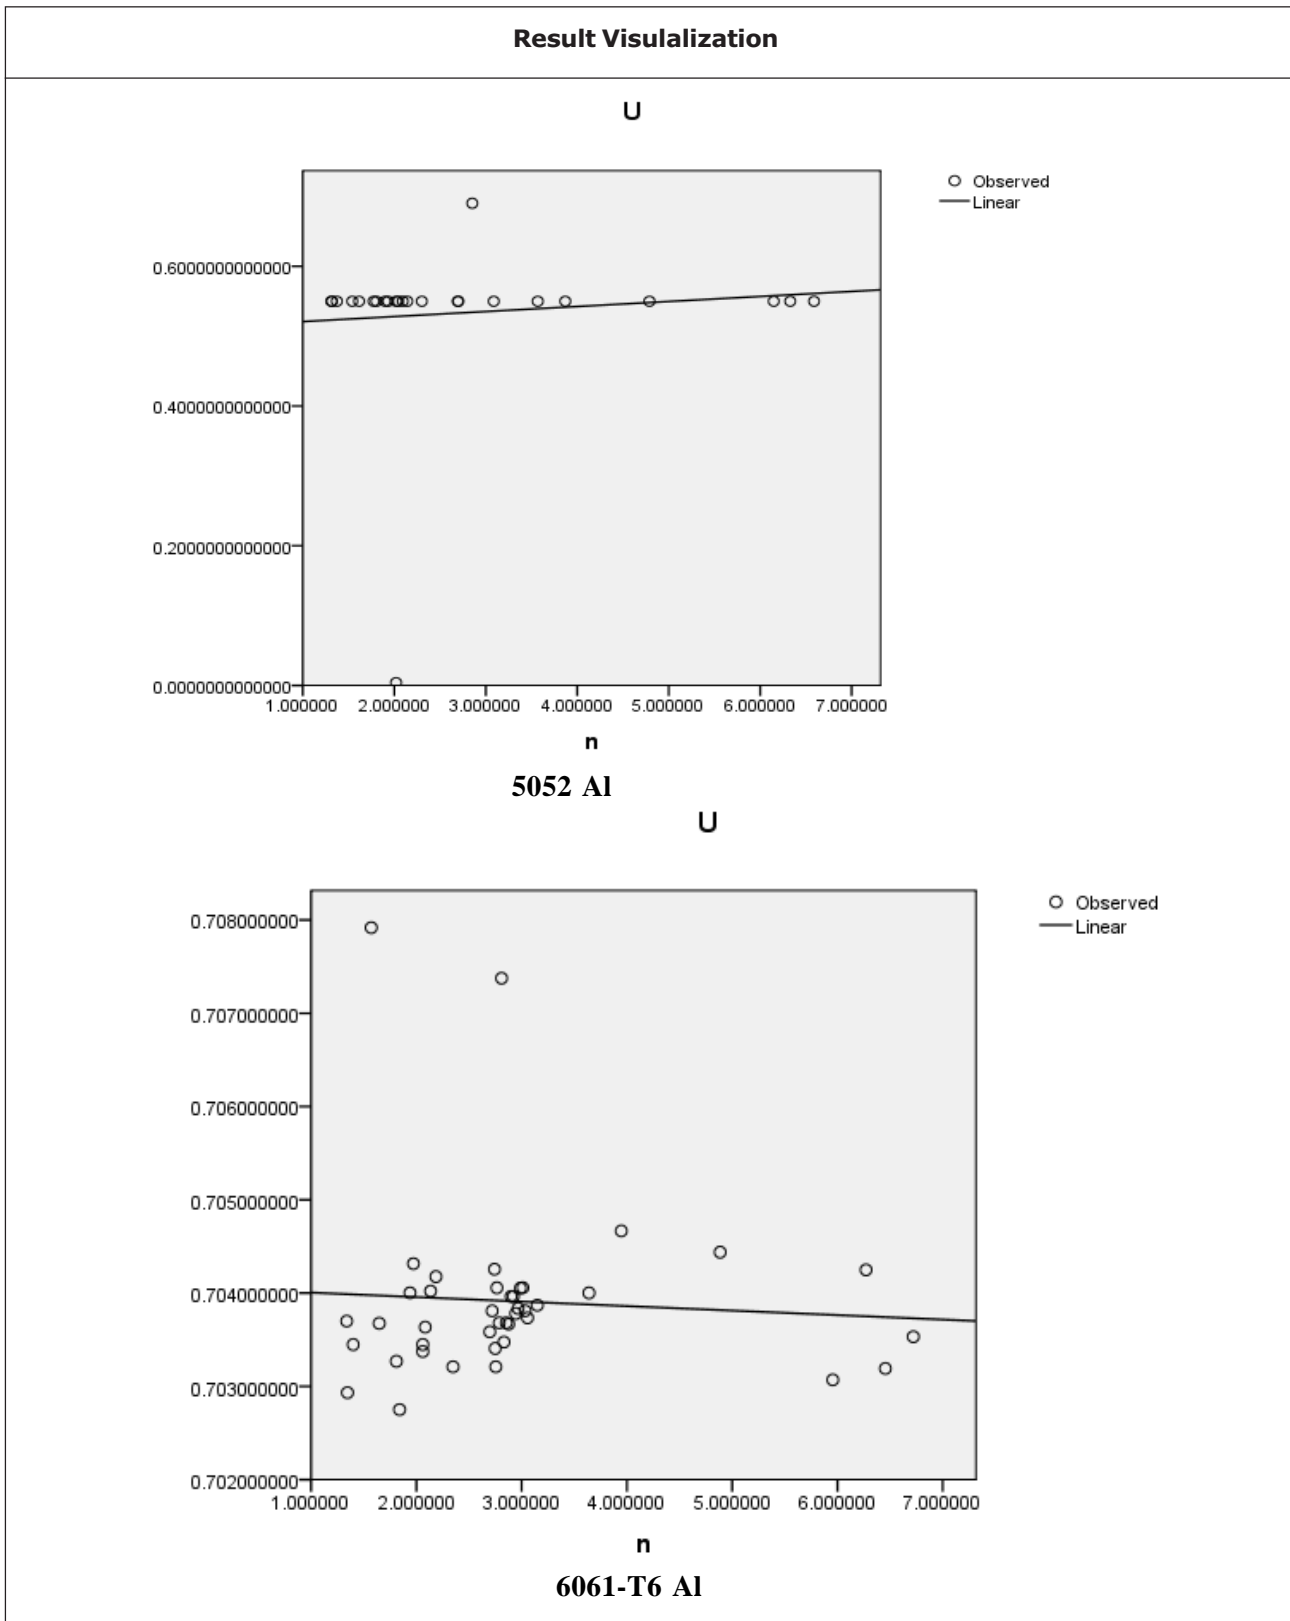 Result Visulalization
U
Observed
Linear
0.6000000000000
0.4000000000000
0.2000000000000
0.0000000000000
1.000000 2.000000 3.000000 4.000000 5.000000 6.000000 7.000000
n
5052 Al
U
Observed
Linear
0.708000000
0.707000000
0.706000000
0.705000000
0.704000000
0.703000000
0.702000000
1.000000 2.000000 3.000000 4.000000 5.000000 6.000000 7.000000
n
6061-T6 Al